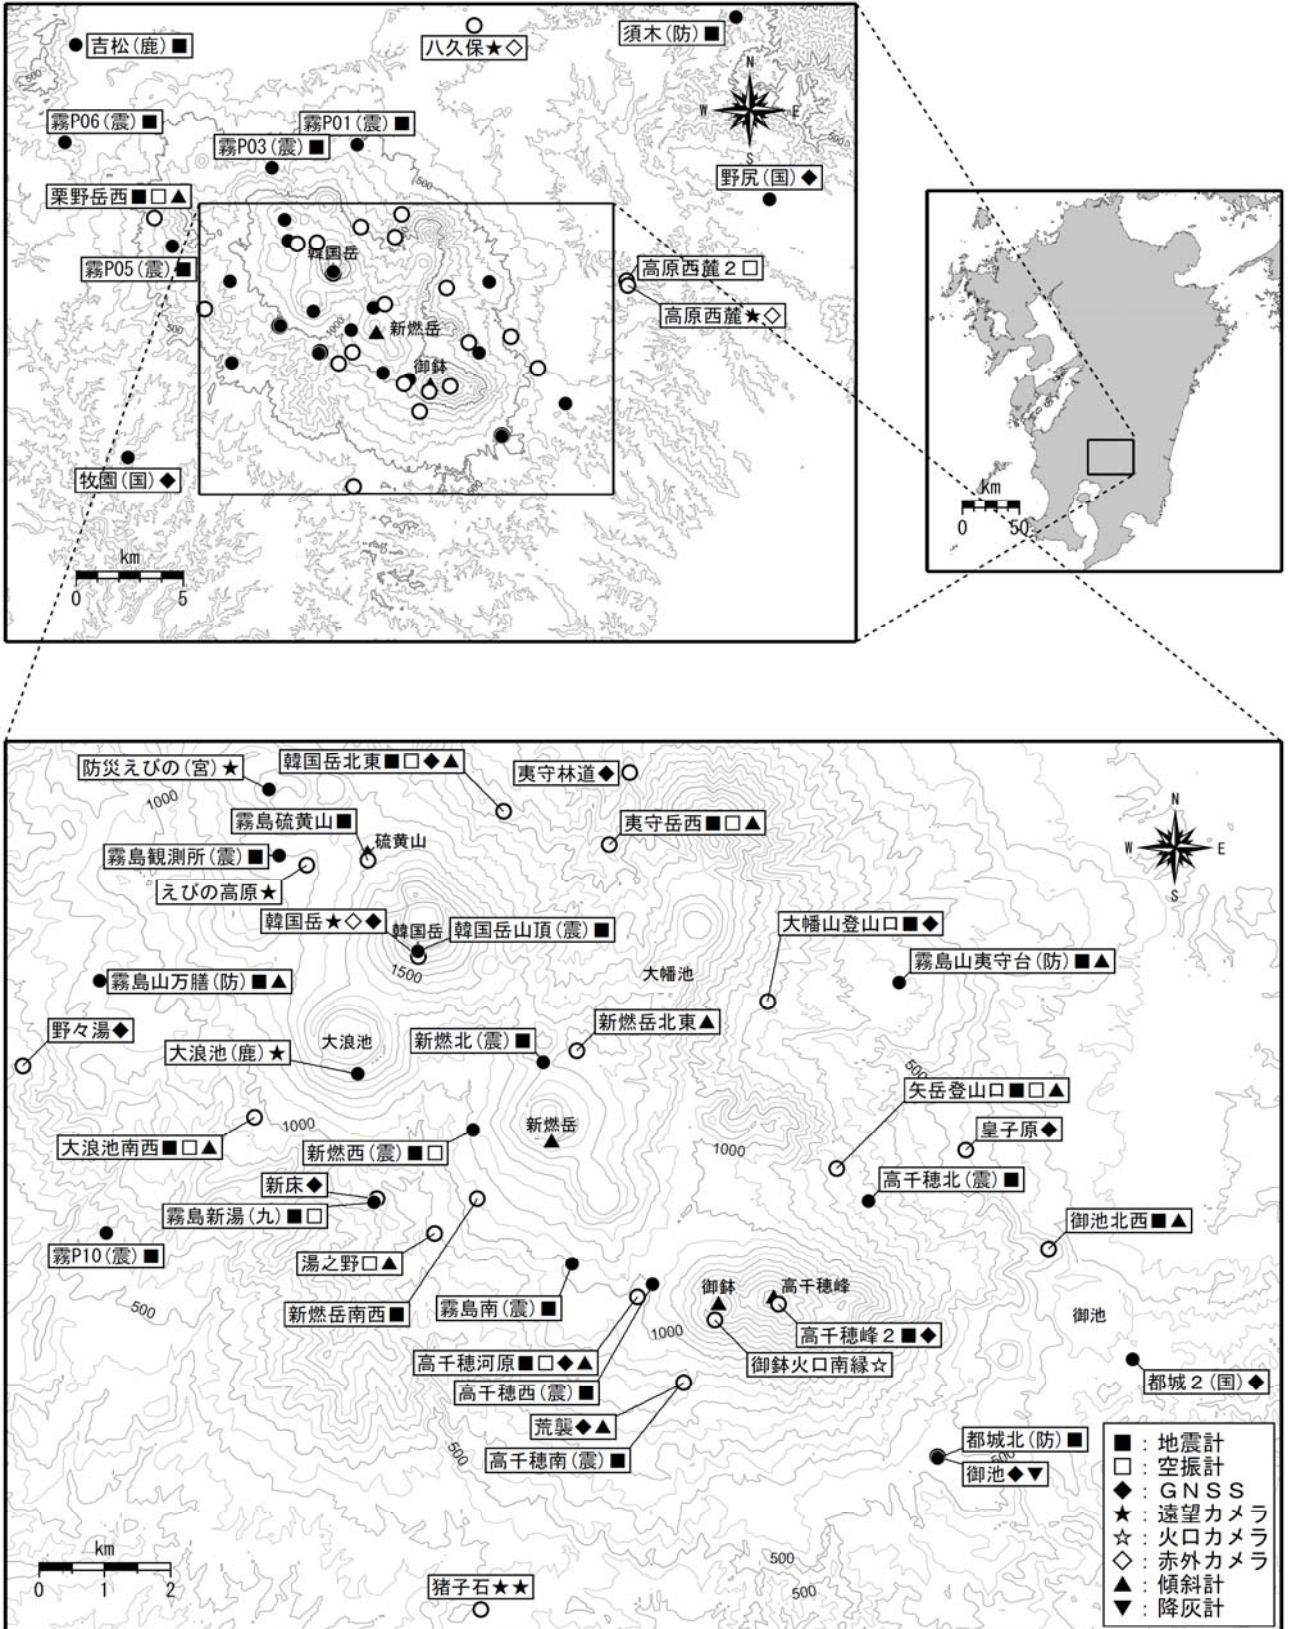 吉松(鹿)■
八久保★◇
須木(防)■
N
W
E
S
500
500
霧P06(震)■
霧P01(震)■
霧P03(震)■
500
野尻(国)◆
栗野岳西■□▲
霧P05(震)■
韓国岳
高原西麓2□
高原西麓★◇
500
1000
新燃岳
御鉢
牧園(国)◆
km
0 5
km
0 50
防災えびの(宮)★
韓国岳北東■□◆▲
夷守林道◆
1000
N
W
E
S
霧島硫黄山■
硫黄山
夷守岳西■□▲
霧島観測所(震)■
えびの高原★
韓国岳★◇◆
韓国岳
韓国岳山頂(震)■
大幡山登山口■◆
1500
大幡池
霧島山夷守台(防)■▲
霧島山万膳(防)■▲
野々湯◆
大浪池
新燃岳北東▲
新燃北(震)■
大浪池(鹿)★
500
矢岳登山口■□▲
1000
新燃岳
皇子原◆
大浪池南西■□▲
新燃西(震)■□
1000
高千穂北(震)■
新床◆
霧島新湯(九)■□
御池北西■▲
霧P10(震)■
湯之野□▲
500
新燃岳南西■
霧島南(震)■
御鉢
高千穂峰
御池
1000
高千穂峰2■◆
高千穂河原■□◆▲
御鉢火口南縁☆
高千穂西(震)■
都城2(国)◆
荒襲◆▲
500
高千穂南(震)■
都城北(防)■
500
御池◆▼
■:地震計
□:空振計
◆:GNSS
★:遠望カメラ
☆:火口カメラ
◇:赤外カメラ
▲:傾斜計
▼:降灰計
km
0 2
500
500
猪子石★★